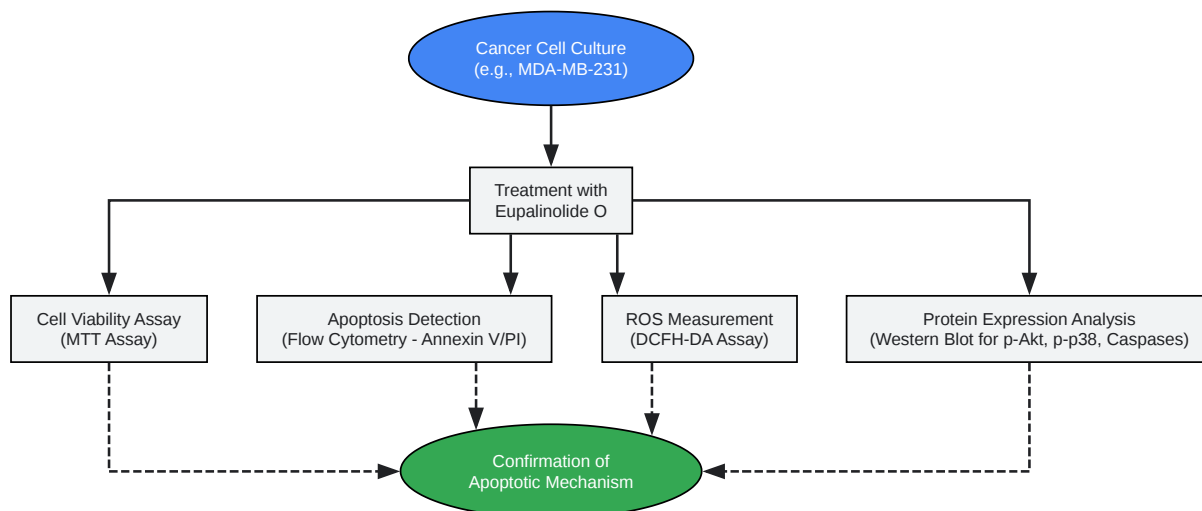 Cancer Cell Culture
(e.g., MDA-MB-231)
Treatment with
Eupalinolide O
Cell Viability Assay
(MTT Assay)
Apoptosis Detection
(Flow Cytometry - Annexin V/PI)
ROS Measurement
(DCFH-DA Assay)
Protein Expression Analysis
(Western Blot for p-Akt, p-p38, Caspases)
Confirmation of
Apoptotic Mechanism